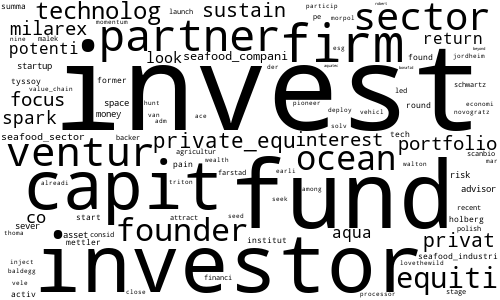 summa technolog sustain particip momentum launch pe morpol robert
milarex partner firm sector
nine malek esg beyond
potenti look seafood_compani found return jordheim
startup der aquater
tyssoy value_chain former invest led schwartz
focus space hunt pioneer deploy vehicl economi
spark money van adm ace solv round novogratz
seafood_sector backer private_equ interest tech portfolio
ventur agricultur ocean scanbio mar
pain wealth walton risk
alreadi capit triton farstad earli fund among advisor
seek recent
co start attract seed holberg
sever founder aqua polish
thoma asset consid institut privat
mettler seafood_industri
inject investor lovethewild equiti
baldegg
vele financi
activ close processor stage